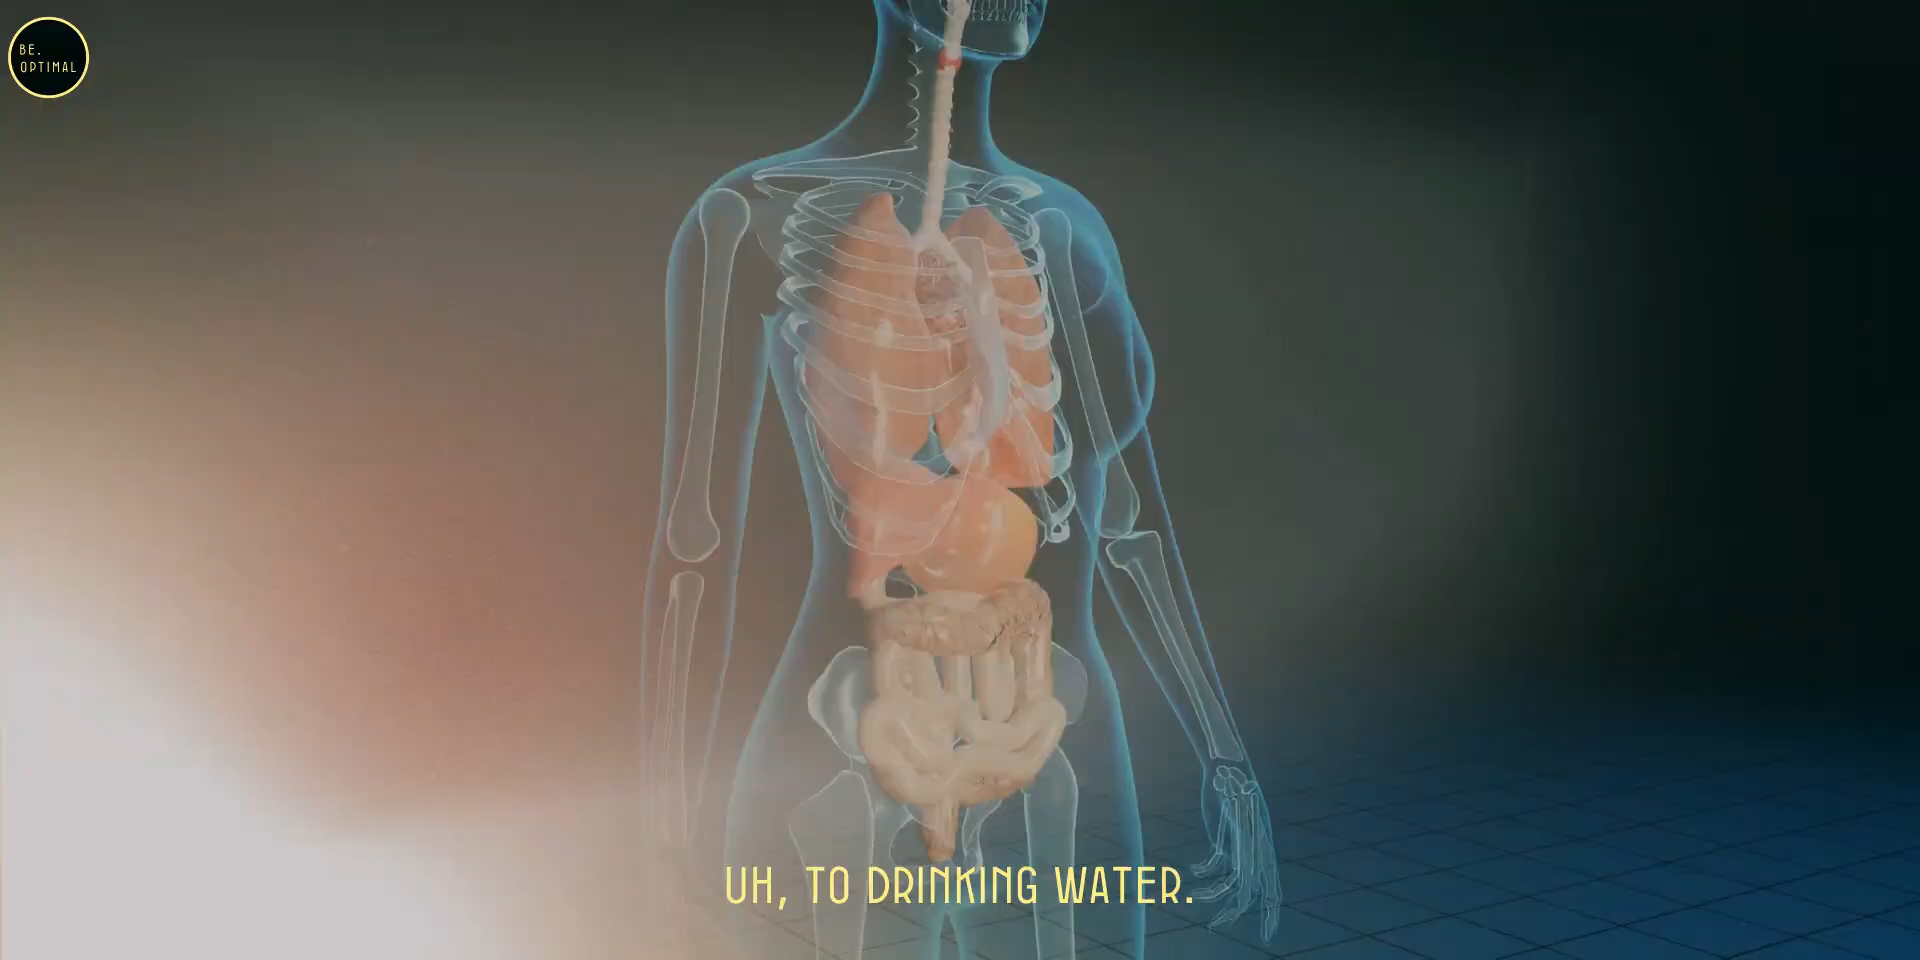 BE.
OPTIMAL
UH, TO DRINKING WATER.